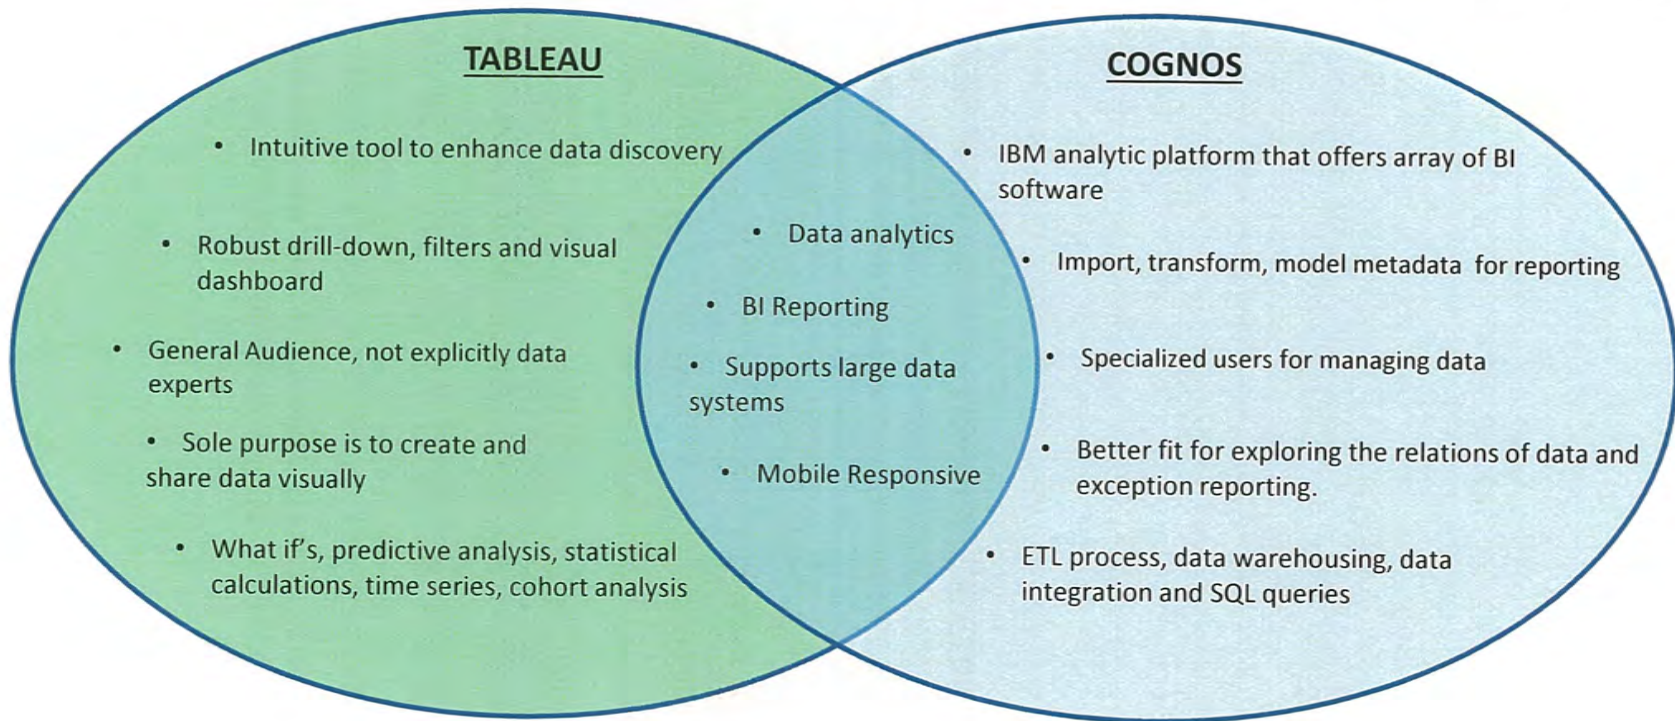 TABLEAU
• Intuitive tool to enhance data discovery
• Robust drill-down, filters and visual
dashboard
• General Audience, not explicitly data
experts
• Sole purpose is to create and
share data visually
• What if's, predictive analysis, statistical
calculations, time series, cohort analysis
• Data analytics
• BI Reporting
• Supports large data
systems
• Mobile Responsive
COGNOS
• IBM analytic platform that offers array of BI
software
• Import, transform, model metadata for reporting
• Specialized users for managing data
• Better fit for exploring the relations of data and
exception reporting.
• ETL process, data warehousing, data
integration and SQL queries